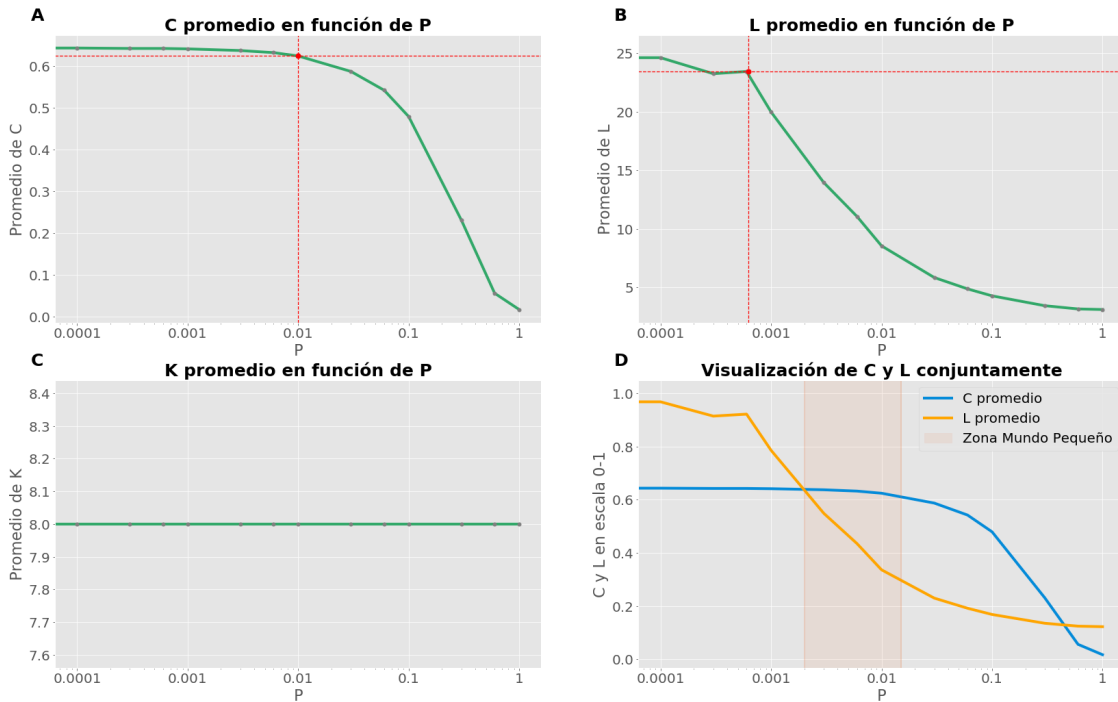 A
C promedio en función de P
Promedio de C
0.6
0.5
0.4
0.3
0.2
0.1
0.0
0.0001
0.001
0.01
0.1
1
P
B
L promedio en función de P
Promedio de L
25
20
15
10
5
0.0001
0.001
0.01
0.1
1
P
C
K promedio en función de P
Promedio de K
8.4
8.3
8.2
8.1
8.0
7.9
7.8
7.7
7.6
0.0001
0.001
0.01
0.1
1
P
D
Visualización de C y L conjuntamente
C y L en escala 0-1
1.0
0.8
0.6
0.4
0.2
0.0
C promedio
L promedio
Zona Mundo Pequeño
0.0001
0.001
0.01
0.1
1
P